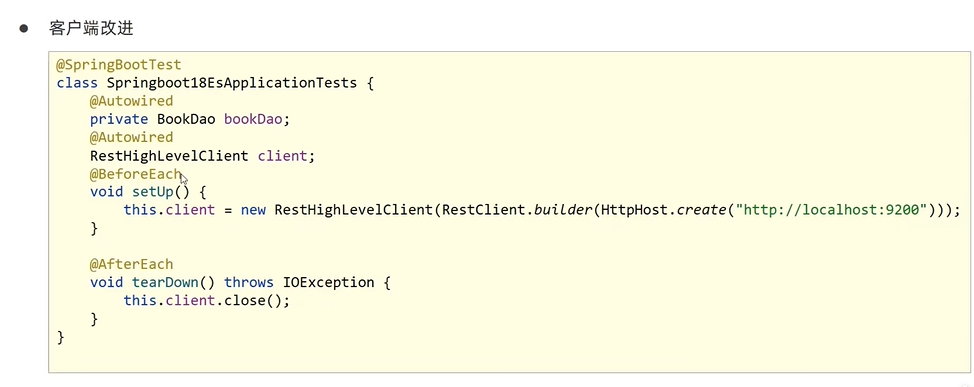 ● 客户端改进
@SpringBootTest
class Springboot18EsApplicationTests {
    @Autowired
    private BookDao bookDao;
    @Autowired
    RestHighLevelClient client;
    @BeforeEach
    void setUp() {
        this.client = new RestHighLevelClient(RestClient.builder(HttpHost.create("http://localhost:9200")));
    }

    @AfterEach
    void tearDown() throws IOException {
        this.client.close();
    }
}